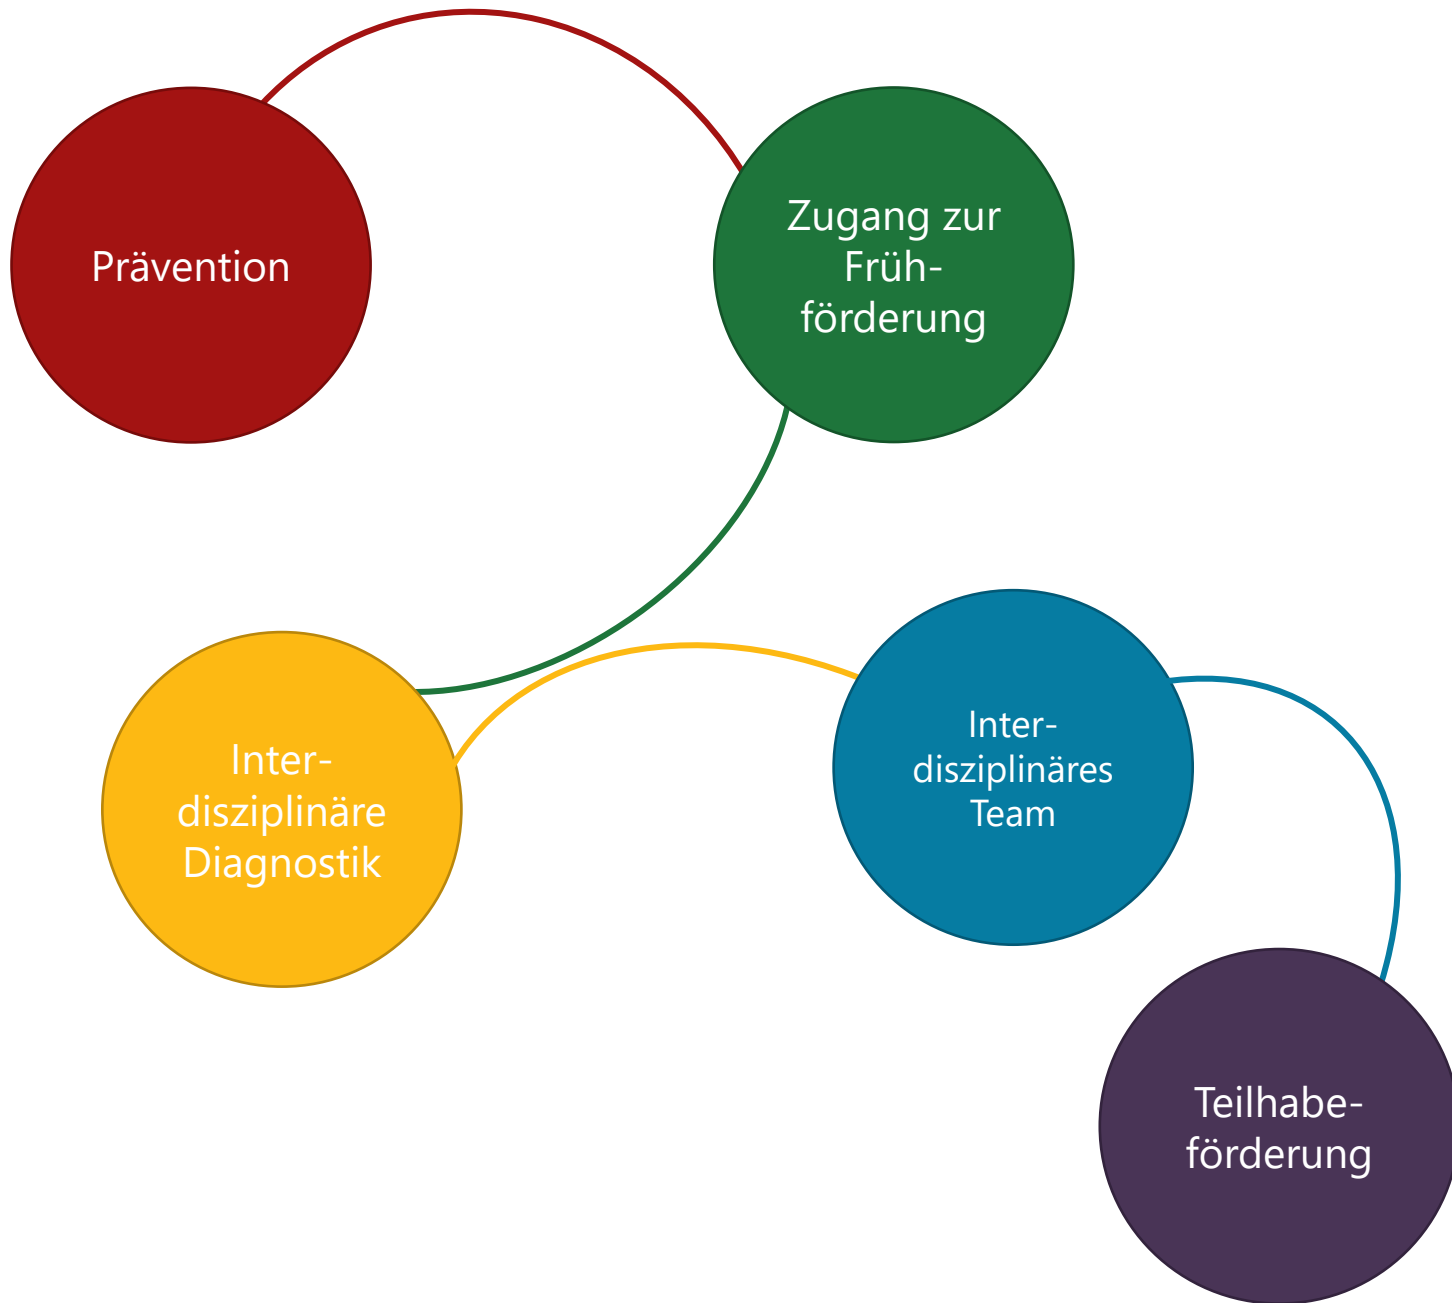 Prävention
Zugang zur
Früh-
förderung
Inter-
disziplinäre
Diagnostik
Inter-
disziplinäres
Team
Teilhabe-
förderung